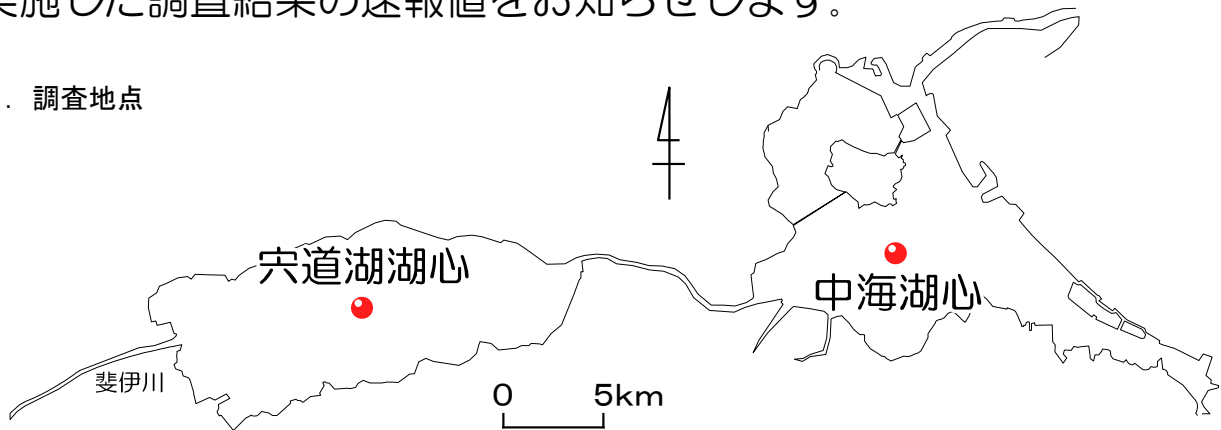 実施した調査結果の速報値をお知らせします。
. 調査地点
宍道湖湖心
中海湖心
斐伊川
0 5km